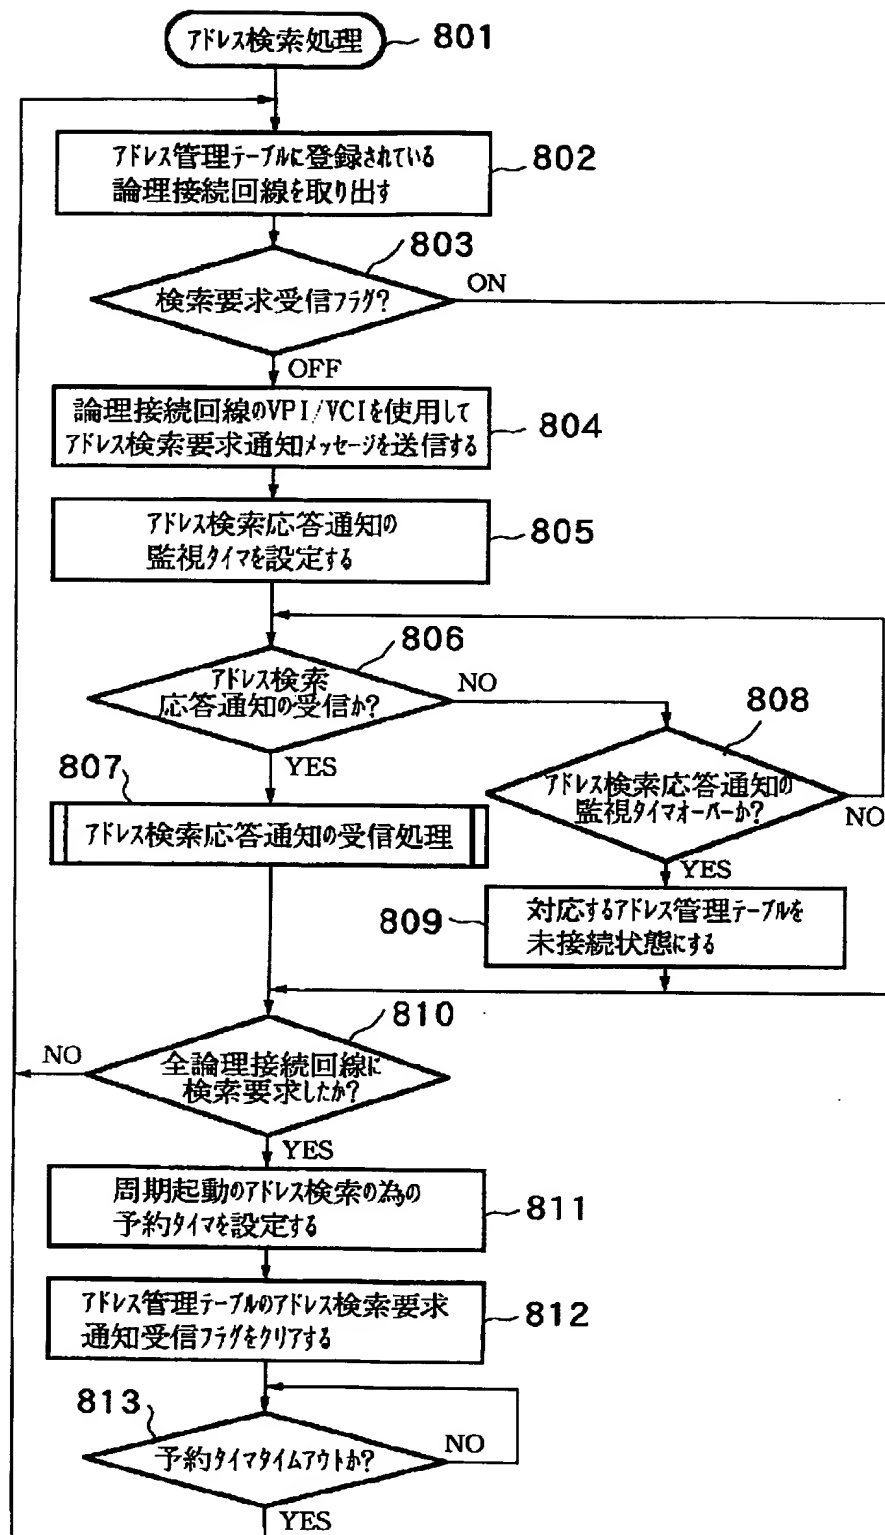 アドレス検索処理
801
アドレス管理テーブルに登録されている
論理接続回線を取り出す
802
803
検索要求受信フラグ?
ON
OFF
論理接続回線のVPI/VCIを使用して
アドレス検索要求通知メッセージを送信する
804
アドレス検索応答通知の
監視タイマを設定する
805
806
アドレス検索
応答通知の受信か?
NO
YES
808
アドレス検索応答通知の
監視タイマオーバーか?
NO
YES
807
アドレス検索応答通知の受信処理
809
対応するアドレス管理テーブルを
未接続状態にする
810
全論理接続回線に
検索要求したか?
NO
YES
周期起動のアドレス検索の為の
予約タイマを設定する
811
アドレス管理テーブルのアドレス検索要求
通知受信フラグをクリアする
812
813
予約タイマタイムアウトか?
NO
YES